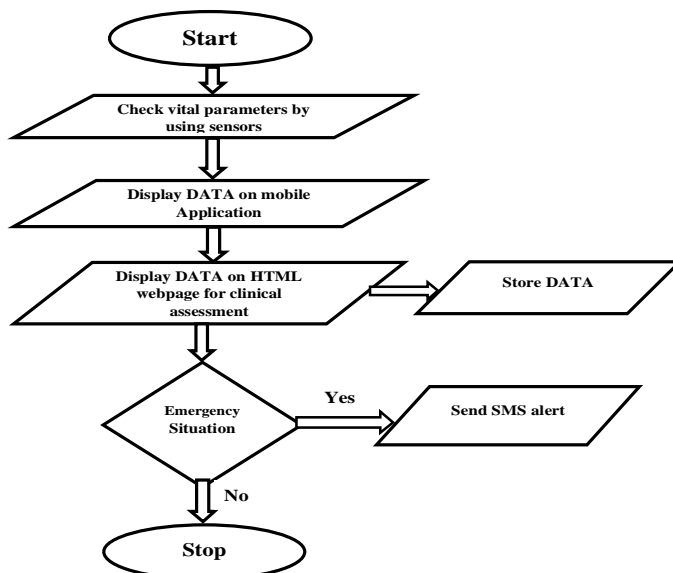 Start
Check vital parameters by
using sensors
Display DATA on mobile
Application
Display DATA on HTML
webpage for clinical
assessment
Store DATA
Emergency
Situation
Yes
Send SMS alert
No
Stop